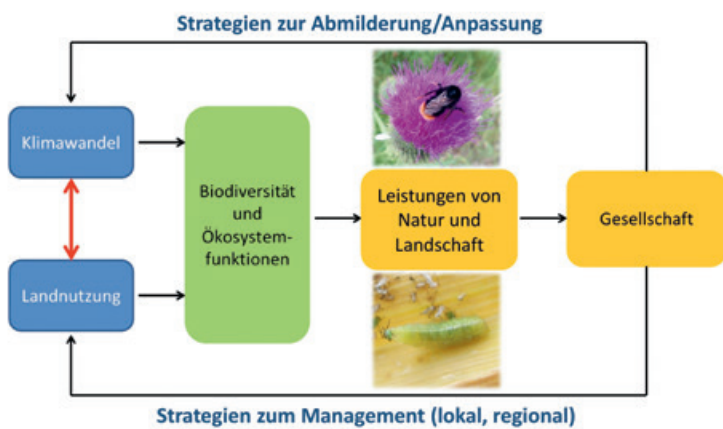 Strategien zur Abmilderung/Anpassung
Klimawandel
Landnutzung
Biodiversität
und
Ökosystem-
funktionen
Leistungen von
Natur und
Landschaft
Gesellschaft
Strategien zum Management (lokal, regional)